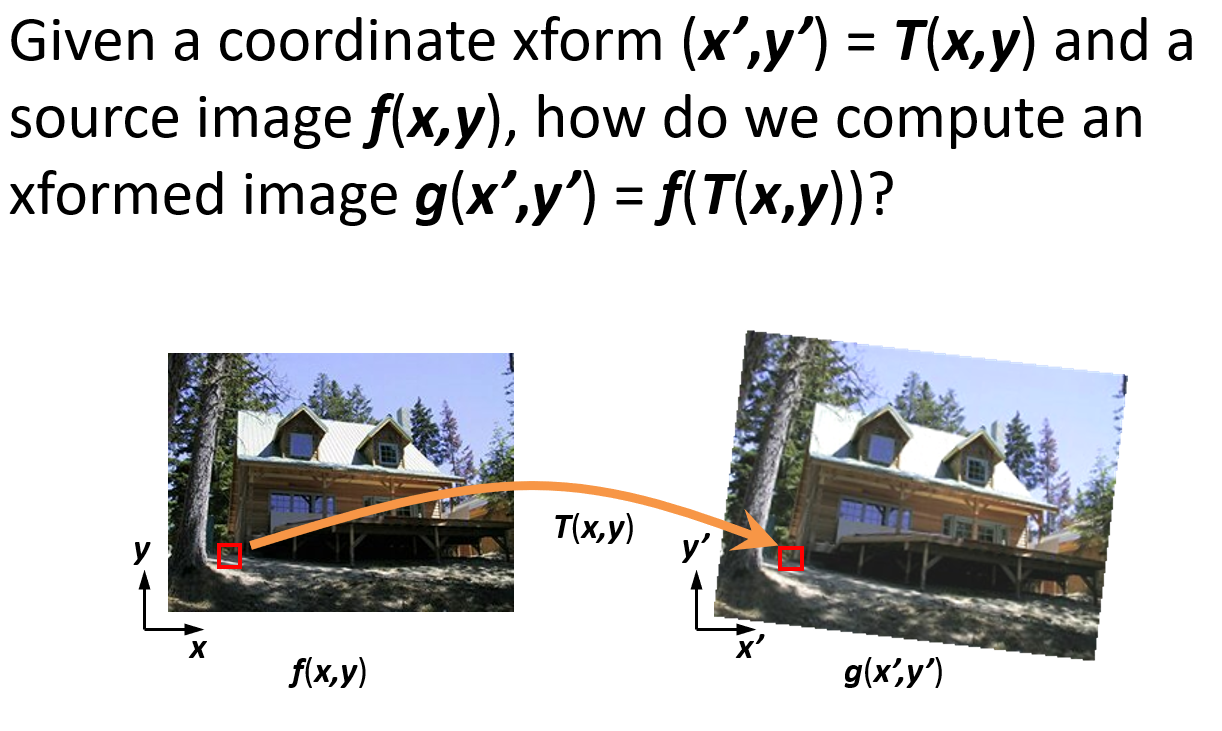 Given a coordinate xform (x’,y’) = T(x,y) and a
source image f(x,y), how do we compute an
xformed image g(x’,y’) = f(T(x,y))?
T(x,y)
y
y’
x
x’
f(x,y)
g(x’,y’)